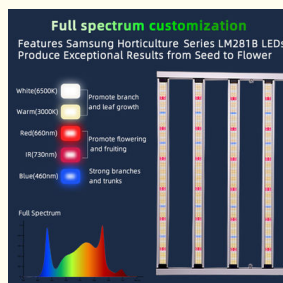 Full spectrum customization
Features Samsung Horticulture Series LM281B LEDs
Produce Exceptional Results from Seed to Flower
White(6500K)
Promote branch
and leaf growth
Warm(3000K)
Red(660nm)
Promote flowering
and fruiting
IR(730nm)
Blue(460nm)
Strong branches
and trunks
Full Spectrum